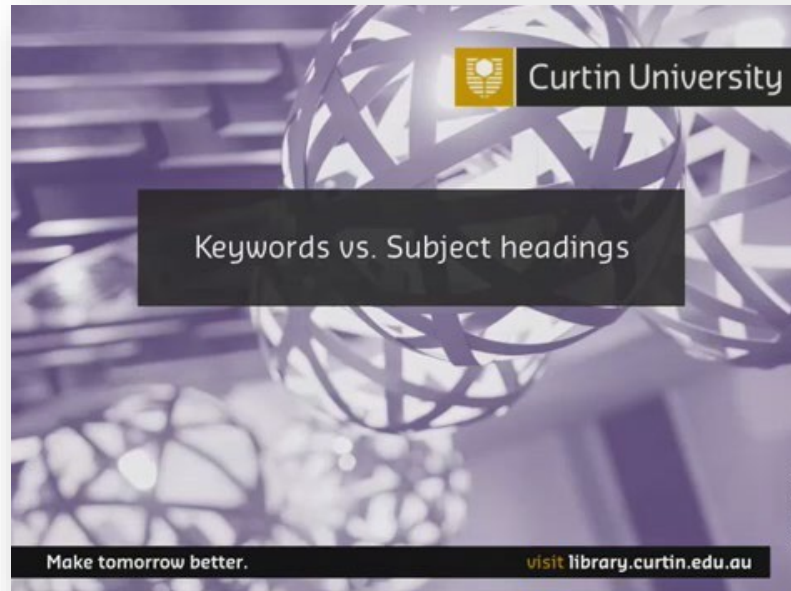 Curtin University
Keywords vs. Subject headings
Make tomorrow better.
visit library.curtin.edu.au